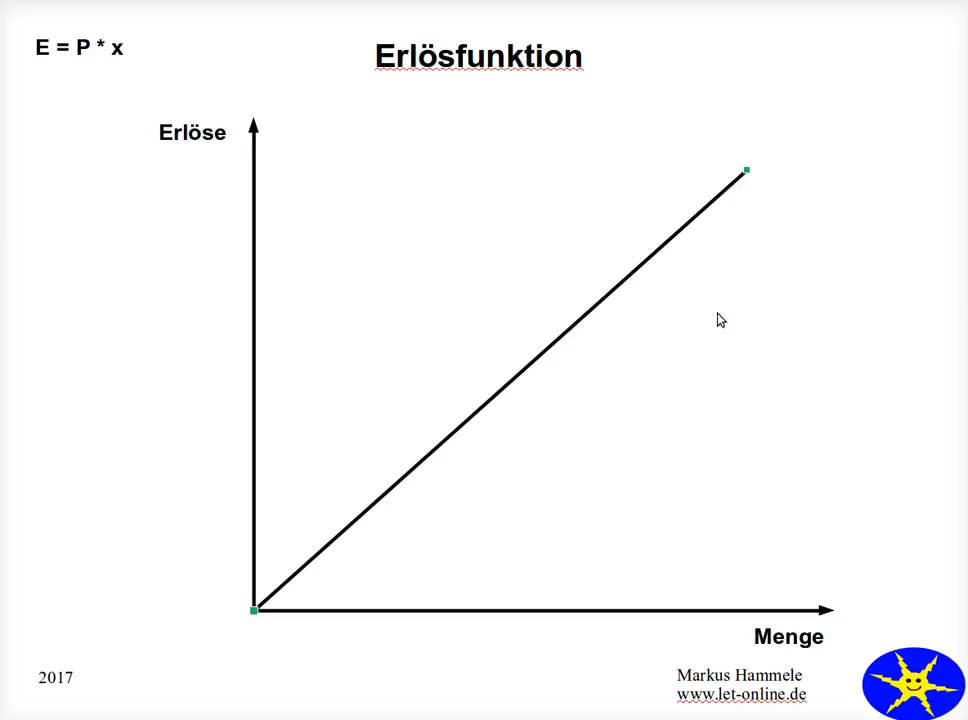 E = P * x
Erlösfunktion
Erlöse
Menge
2017
Markus Hammele
www.let-online.de